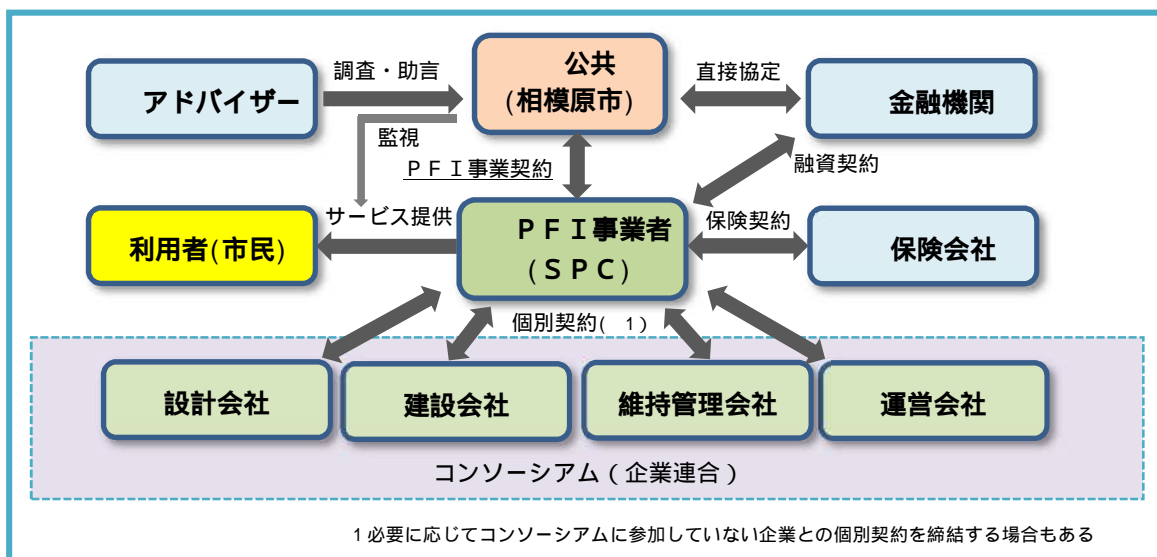 調査・助言
公共
(相模原市)
直接協定
アドバイザー
金融機関
監視
ＰＦＩ事業契約
融資契約
サービス提供
ＰＦＩ事業者
(ＳＰＣ)
保険契約
利用者(市民)
保険会社
個別契約( 1)
設計会社
建設会社
維持管理会社
運営会社
コンソーシアム（企業連合）
1 必要に応じてコンソーシアムに参加していない企業との個別契約を締結する場合もある